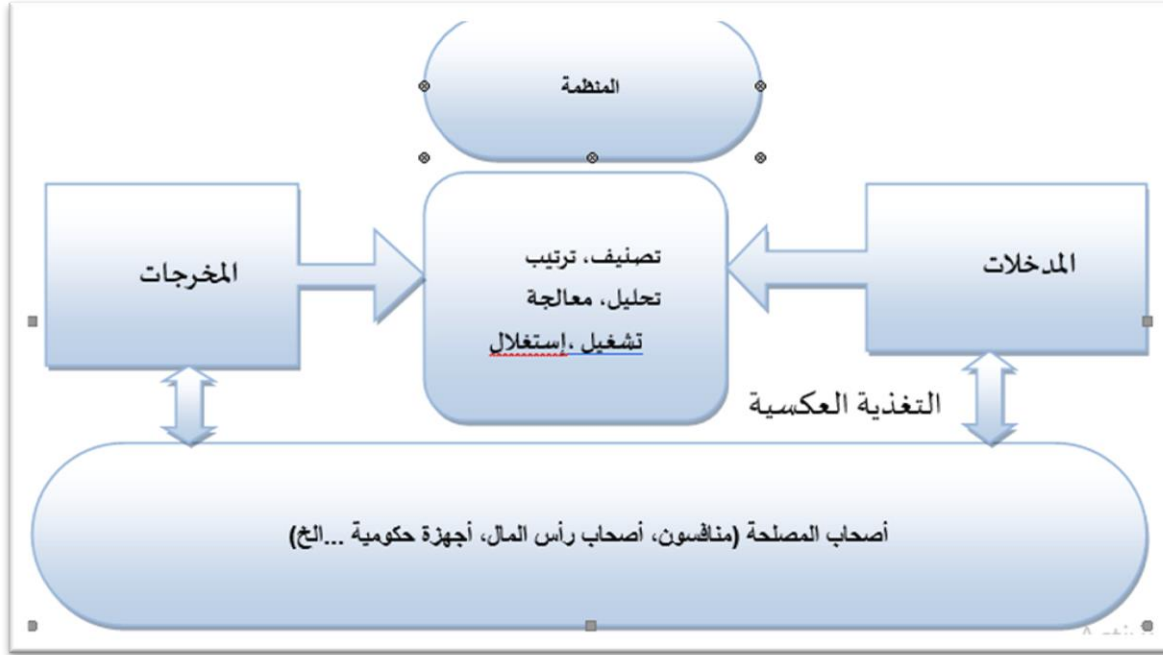 المنظمة
المدخلات
تصنيف، ترتيب
تحليل، معالجة
تشغيل ،إستغلال
المخرجات
التغذية العكسية
أصحاب المصلحة (منافسون، أصحاب رأس المال، أجهزة حكومية ...الخ)